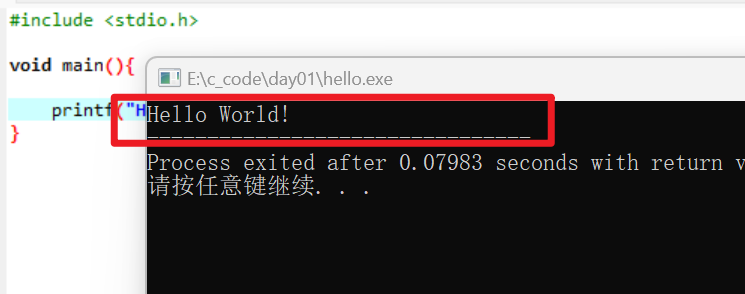 #include <stdio.h>
void main(){
printf("H
}
E:\c_code\day01\hello.exe
Hello World!
--------------------------------
Process exited after 0.07983 seconds with return v
请按任意键继续. . .